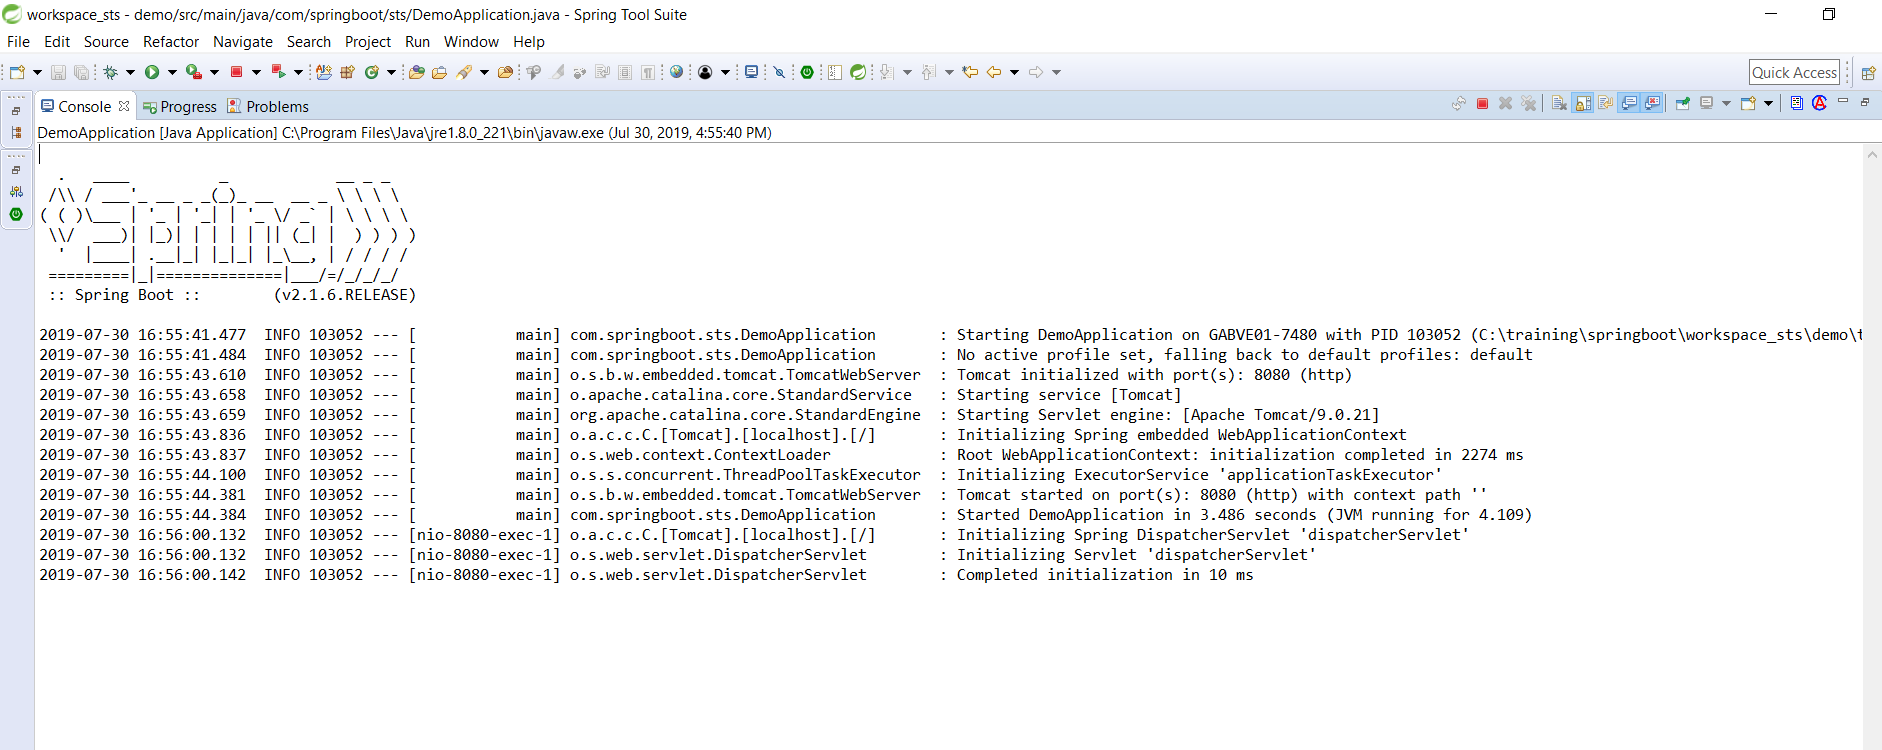 workspace_sts - demo/src/main/java/com/springboot/sts/DemoApplication.java - Spring Tool Suite
File Edit Source Refactor Navigate Search Project Run Window Help
Quick Access
Console Progress Problems
DemoApplication [Java Application] C:\Program Files\Java\jre1.8.0_221\bin\javaw.exe (Jul 30, 2019, 4:55:40 PM)
  .   ____          _            __ _ _
 /\\ / ___'_ __ _ _(_)_ __  __ _ \ \ \ \
( ( )\___ | '_ | '_| | '_ \/ _` | \ \ \ \
 \\/  ___)| |_)| | | | | || (_| |  ) ) ) )
  '  |____| .__|_| |_|_| |_\__, | / / / /
 =========|_|==============|___/=/_/_/_/
 :: Spring Boot ::        (v2.1.6.RELEASE)
2019-07-30 16:55:41.477  INFO 103052 --- [           main] com.springboot.sts.DemoApplication       : Starting DemoApplication on GABVE01-7480 with PID 103052 (C:\training\springboot\workspace_sts\demo\t
2019-07-30 16:55:41.484  INFO 103052 --- [           main] com.springboot.sts.DemoApplication       : No active profile set, falling back to default profiles: default
2019-07-30 16:55:43.610  INFO 103052 --- [           main] o.s.b.w.embedded.tomcat.TomcatWebServer  : Tomcat initialized with port(s): 8080 (http)
2019-07-30 16:55:43.658  INFO 103052 --- [           main] o.apache.catalina.core.StandardService   : Starting service [Tomcat]
2019-07-30 16:55:43.659  INFO 103052 --- [           main] org.apache.catalina.core.StandardEngine  : Starting Servlet engine: [Apache Tomcat/9.0.21]
2019-07-30 16:55:43.836  INFO 103052 --- [           main] o.a.c.c.C.[Tomcat].[localhost].[/]       : Initializing Spring embedded WebApplicationContext
2019-07-30 16:55:43.837  INFO 103052 --- [           main] o.s.web.context.ContextLoader            : Root WebApplicationContext: initialization completed in 2274 ms
2019-07-30 16:55:44.100  INFO 103052 --- [           main] o.s.s.concurrent.ThreadPoolTaskExecutor  : Initializing ExecutorService 'applicationTaskExecutor'
2019-07-30 16:55:44.381  INFO 103052 --- [           main] o.s.b.w.embedded.tomcat.TomcatWebServer  : Tomcat started on port(s): 8080 (http) with context path ''
2019-07-30 16:55:44.384  INFO 103052 --- [           main] com.springboot.sts.DemoApplication       : Started DemoApplication in 3.486 seconds (JVM running for 4.109)
2019-07-30 16:56:00.132  INFO 103052 --- [nio-8080-exec-1] o.a.c.c.C.[Tomcat].[localhost].[/]       : Initializing Spring DispatcherServlet 'dispatcherServlet'
2019-07-30 16:56:00.132  INFO 103052 --- [nio-8080-exec-1] o.s.web.servlet.DispatcherServlet        : Initializing Servlet 'dispatcherServlet'
2019-07-30 16:56:00.142  INFO 103052 --- [nio-8080-exec-1] o.s.web.servlet.DispatcherServlet        : Completed initialization in 10 ms